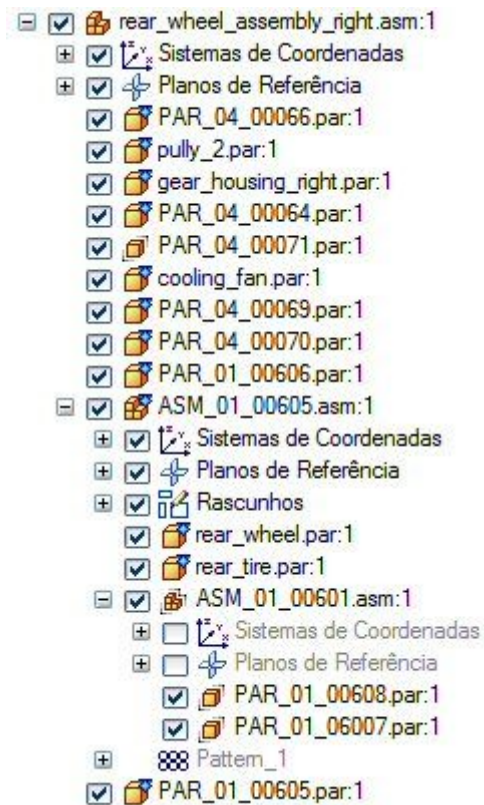 rear_wheel_assembly_right.asm:1
Sistemas de Coordenadas
Planos de Referência
PAR_04_00066.par:1
pully_2.par:1
gear_housing_right.par:1
PAR_04_00064.par:1
PAR_04_00071.par:1
cooling_fan.par:1
PAR_04_00069.par:1
PAR_04_00070.par:1
PAR_01_00606.par:1
ASM_01_00605.asm:1
Sistemas de Coordenadas
Planos de Referência
Rascunhos
rear_wheel.par:1
rear_tire.par:1
ASM_01_00601.asm:1
Sistemas de Coordenadas
Planos de Referência
PAR_01_00608.par:1
PAR_01_06007.par:1
Pattern_1
PAR_01_00605.par:1